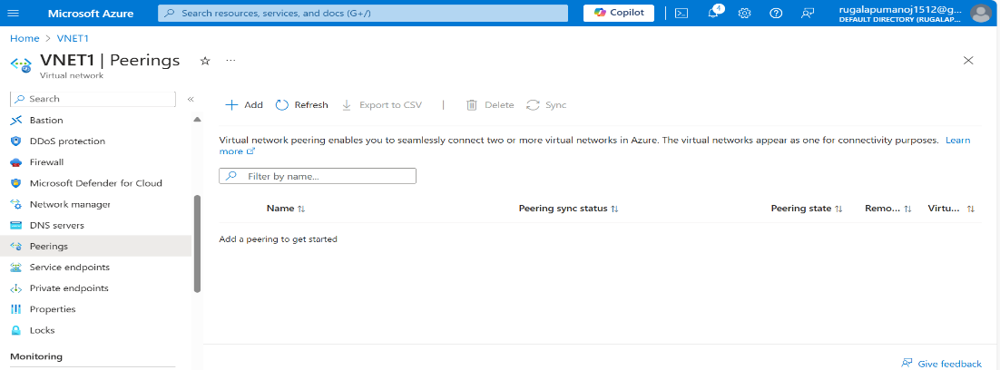 Microsoft Azure
Search resources, services, and docs (G+/)
Copilot
4
rugalapumanoj1512@g...
DEFAULT DIRECTORY (RUGALAP...
Home > VNET1
VNET1 | Peerings
Virtual network
Search
Bastion
DDoS protection
Firewall
Microsoft Defender for Cloud
Network manager
DNS servers
Peerings
Service endpoints
Private endpoints
Properties
Locks
Monitoring
Add
Refresh
Export to CSV
Delete
Sync
Virtual network peering enables you to seamlessly connect two or more virtual networks in Azure. The virtual networks appear as one for connectivity purposes. Learn
more
Filter by name...
Name
Peering sync status
Peering state
Remo...
Virtu...
Add a peering to get started
Give feedback